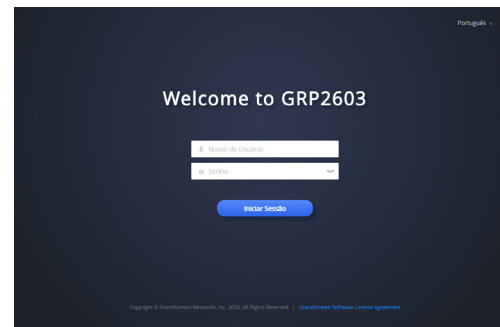 Português
Welcome to GRP2603
Nome de Usuário
Senha
Iniciar Sessão
Copyright © Grandstream Networks, Inc. 2020. All Rights Reserved | Grandstream Software License Agreement